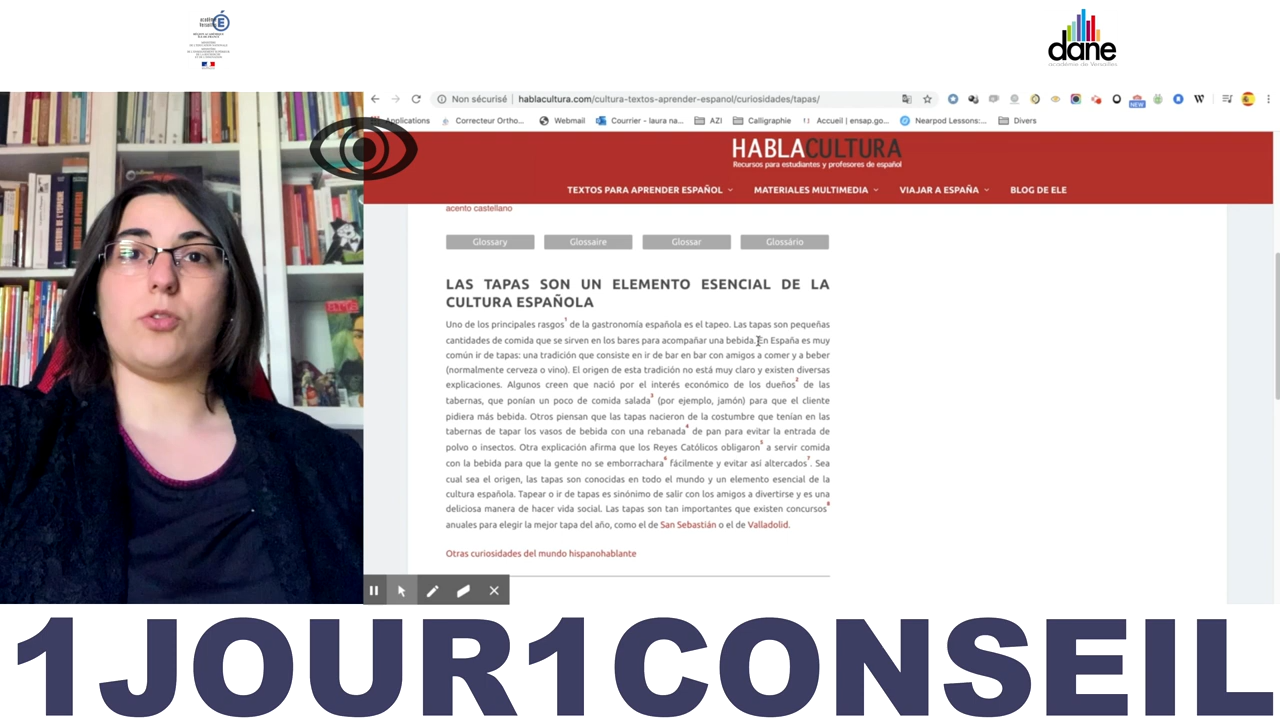 académie
Versailles
dane
académie de Versailles
Non sécurisé | hablacultura.com/cultura-textos-aprender-espanol/curiosidades/tapas/
NEW
Applications
Correcteur Ortho...
Webmail
Courrier - laura na...
AZI
Calligraphie
Accueil | ensap.go...
Nearpod Lessons:...
Divers
HABLACULTURA
Recursos para estudiantes y profesores de español
TEXTOS PARA APRENDER ESPAÑOL
MATERIALES MULTIMEDIA
VIAJAR A ESPAÑA
BLOG DE ELE
acento castellano
Glossary
Glossaire
Glossar
Glossário
LAS TAPAS SON UN ELEMENTO ESENCIAL DE LA
CULTURA ESPAÑOLA
Uno de los principales rasgos¹ de la gastronomía española es el tapeo. Las tapas son pequeñas
cantidades de comida que se sirven en los bares para acompañar una bebida. En España es muy
común ir de tapas: una tradición que consiste en ir de bar en bar con amigos a comer y a beber
(normalmente cerveza o vino). El origen de esta tradición no está muy claro y existen diversas
explicaciones. Algunos creen que nació por el interés económico de los dueños² de las
tabernas, que ponían un poco de comida salada³ (por ejemplo, jamón) para que el cliente
pidiera más bebida. Otros piensan que las tapas nacieron de la costumbre que tenían en las
tabernas de tapar los vasos de bebida con una rebanada⁴ de pan para evitar la entrada de
polvo o insectos. Otra explicación afirma que los Reyes Católicos obligaron⁵ a servir comida
con la bebida para que la gente no se emborrachara⁶ fácilmente y evitar así altercados⁷. Sea
cual sea el origen, las tapas son conocidas en todo el mundo y un elemento esencial de la
cultura española. Tapear o ir de tapas es sinónimo de salir con los amigos a divertirse y es una
deliciosa manera de hacer vida social. Las tapas son tan importantes que existen concursos⁸
anuales para elegir la mejor tapa del año, como el de San Sebastián o el de Valladolid.
Otras curiosidades del mundo hispanohablante
HISTOIRE DE L'ESPAGNE
1JOUR1CONSEIL